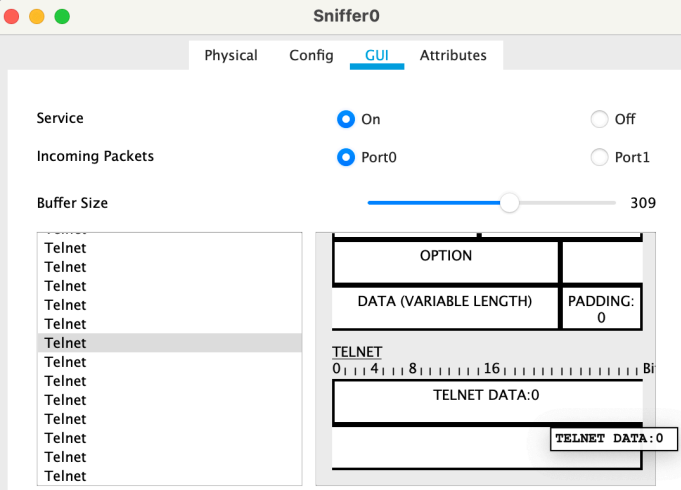 Sniffer0
Physical Config GUI Attributes
Service On Off
Incoming Packets Port0 Port1
Buffer Size 309
Telnet
Telnet
Telnet
Telnet
Telnet
Telnet
Telnet
Telnet
Telnet
Telnet
Telnet
Telnet
Telnet
OPTION
DATA (VARIABLE LENGTH) PADDING:
0
TELNET
0 4 8 16 Bi
TELNET DATA:0
TELNET DATA:0